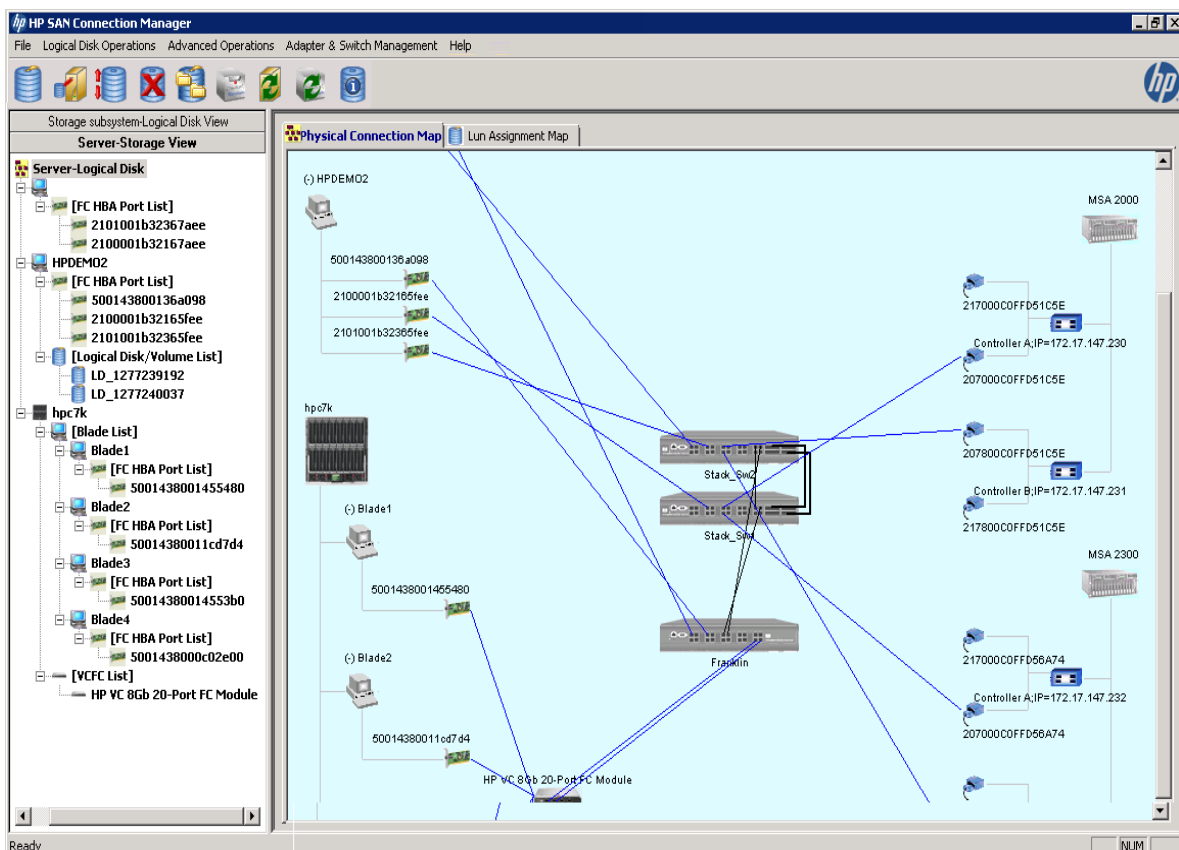 hp HP SAN Connection Manager
File Logical Disk Operations Advanced Operations Adapter & Switch Management Help
hp
Storage subsystem-Logical Disk View
Server-Storage View
Server-Logical Disk
[FC HBA Port List]
2101001b32367aee
2100001b32167aee
HPDEMO2
[FC HBA Port List]
500143800136a098
2100001b32165fee
2101001b32365fee
[Logical Disk/Volume List]
LD_1277239192
LD_1277240037
hpc7k
[Blade List]
Blade1
[FC HBA Port List]
5001438001455480
Blade2
[FC HBA Port List]
50014380011cd7d4
Blade3
[FC HBA Port List]
50014380014553b0
Blade4
[FC HBA Port List]
5001438000c02e00
[VCFC List]
HP VC 8Gb 20-Port FC Module
Physical Connection Map
Lun Assignment Map
(-) HPDEMO2
500143800136a098
2100001b32165fee
2101001b32365fee
hpc7k
(-) Blade1
5001438001455480
(-) Blade2
50014380011cd7d4
HP VC 8Gb 20-Port FC Module
Stack_Sw2
Franklin
MSA 2000
217000C0FFD51C5E
Controller A;IP=172.17.147.230
207000C0FFD51C5E
207800C0FFD51C5E
Controller B;IP=172.17.147.231
217800C0FFD51C5E
MSA 2300
217000C0FFD56A74
Controller A;IP=172.17.147.232
207000C0FFD56A74
Ready
NUM